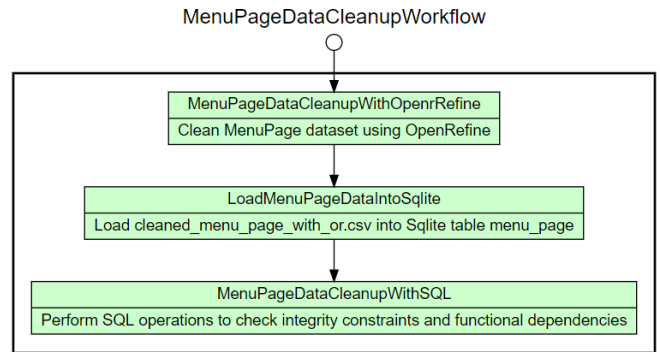 MenuPageDataCleanupWorkflow
MenuPageDataCleanupWithOpenrRefine
Clean MenuPage dataset using OpenRefine
LoadMenuPageDataIntoSqlite
Load cleaned_menu_page_with_or.csv into Sqlite table menu_page
MenuPageDataCleanupWithSQL
Perform SQL operations to check integrity constraints and functional dependencies